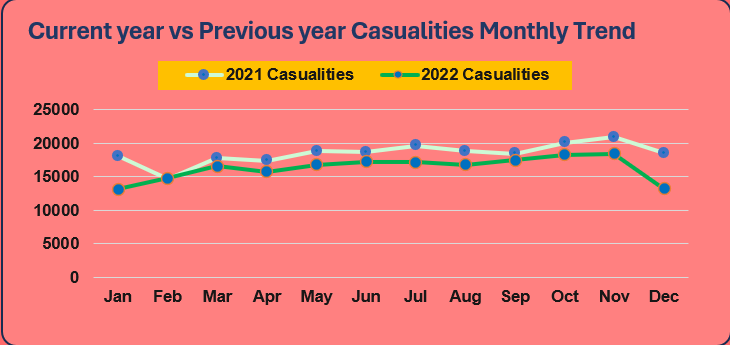 Current year vs Previous year Casualities Monthly Trend
2021 Casualities 2022 Casualities
25000
20000
15000
10000
5000
0
Jan Feb Mar Apr May Jun Jul Aug Sep Oct Nov Dec